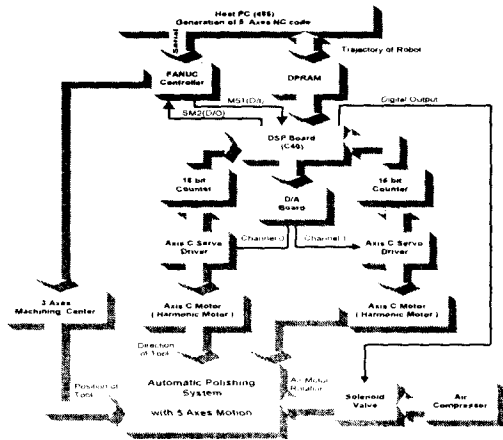 Host PC (486)
Generation of 5 Axes NC code
Serial
Trajectory of Robot
FANUC
Controller
DPRAM
MS1(D/I)
SM2(D/O)
Digital Output
DSP Board
(C40)
16 bit
Counter
16 bit
Counter
D/A
Board
Axis C Servo
Driver
Channel 0
Channel 1
Axis C Servo
Driver
3 Axes
Machining Center
Axis C Motor
( Harmonic Motor )
Axis C Motor
( Harmonic Motor )
Direction
of Tool
Position of
Tool
Automatic Polishing
System
with 5 Axes Motion
Air Motor
Rotation
Solenoid
Valve
Air
Compressor